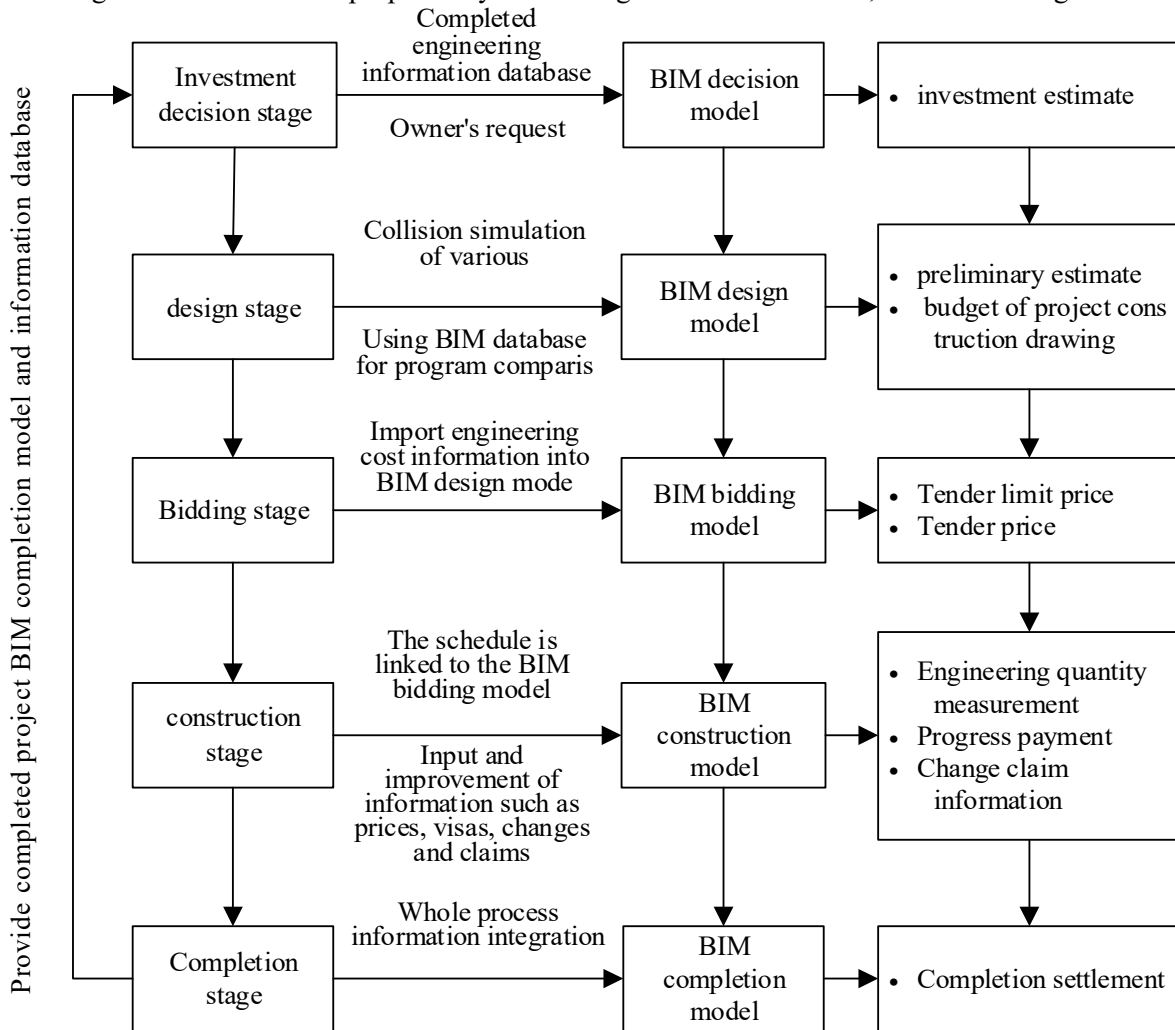 Completed
engineering
information database
Investment
decision stage
Owner's request
BIM decision
model
• investment estimate
Collision simulation
of various
design stage
Using BIM database
for program comparis
BIM design
model
• preliminary estimate
• budget of project cons
truction drawing
Import engineering
cost information into
BIM design mode
Bidding stage
BIM bidding
model
• Tender limit price
• Tender price
The schedule is
linked to the BIM
bidding model
construction
stage
Input and
improvement of
information such as
prices, visas, changes
and claims
BIM
construction
model
• Engineering quantity
measurement
• Progress payment
• Change claim
information
Whole process
information integration
Completion
stage
BIM
completion
model
• Completion settlement
Provide completed project BIM completion model and information database